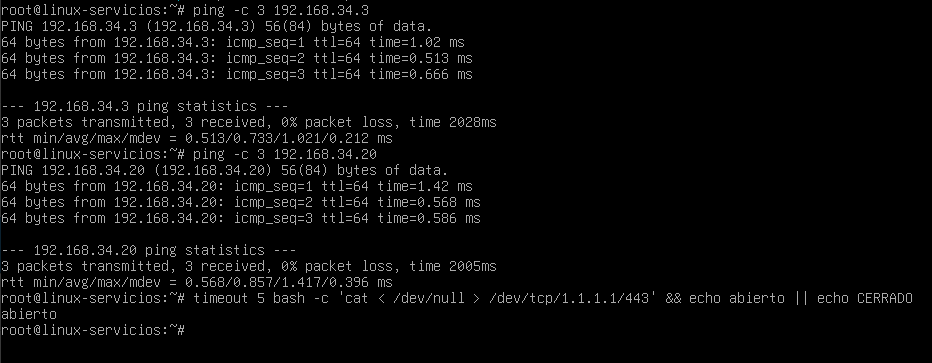 root@linux-servicios:~# ping -c 3 192.168.34.3
PING 192.168.34.3 (192.168.34.3) 56(84) bytes of data.
64 bytes from 192.168.34.3: icmp_seq=1 ttl=64 time=1.02 ms
64 bytes from 192.168.34.3: icmp_seq=2 ttl=64 time=0.513 ms
64 bytes from 192.168.34.3: icmp_seq=3 ttl=64 time=0.666 ms

--- 192.168.34.3 ping statistics ---
3 packets transmitted, 3 received, 0% packet loss, time 2028ms
rtt min/avg/max/mdev = 0.513/0.733/1.021/0.212 ms
root@linux-servicios:~# ping -c 3 192.168.34.20
PING 192.168.34.20 (192.168.34.20) 56(84) bytes of data.
64 bytes from 192.168.34.20: icmp_seq=1 ttl=64 time=1.42 ms
64 bytes from 192.168.34.20: icmp_seq=2 ttl=64 time=0.568 ms
64 bytes from 192.168.34.20: icmp_seq=3 ttl=64 time=0.586 ms

--- 192.168.34.20 ping statistics ---
3 packets transmitted, 3 received, 0% packet loss, time 2005ms
rtt min/avg/max/mdev = 0.568/0.857/1.417/0.396 ms
root@linux-servicios:~# timeout 5 bash -c 'cat < /dev/null > /dev/tcp/1.1.1.1/443' && echo abierto || echo CERRADO
abierto
root@linux-servicios:~#